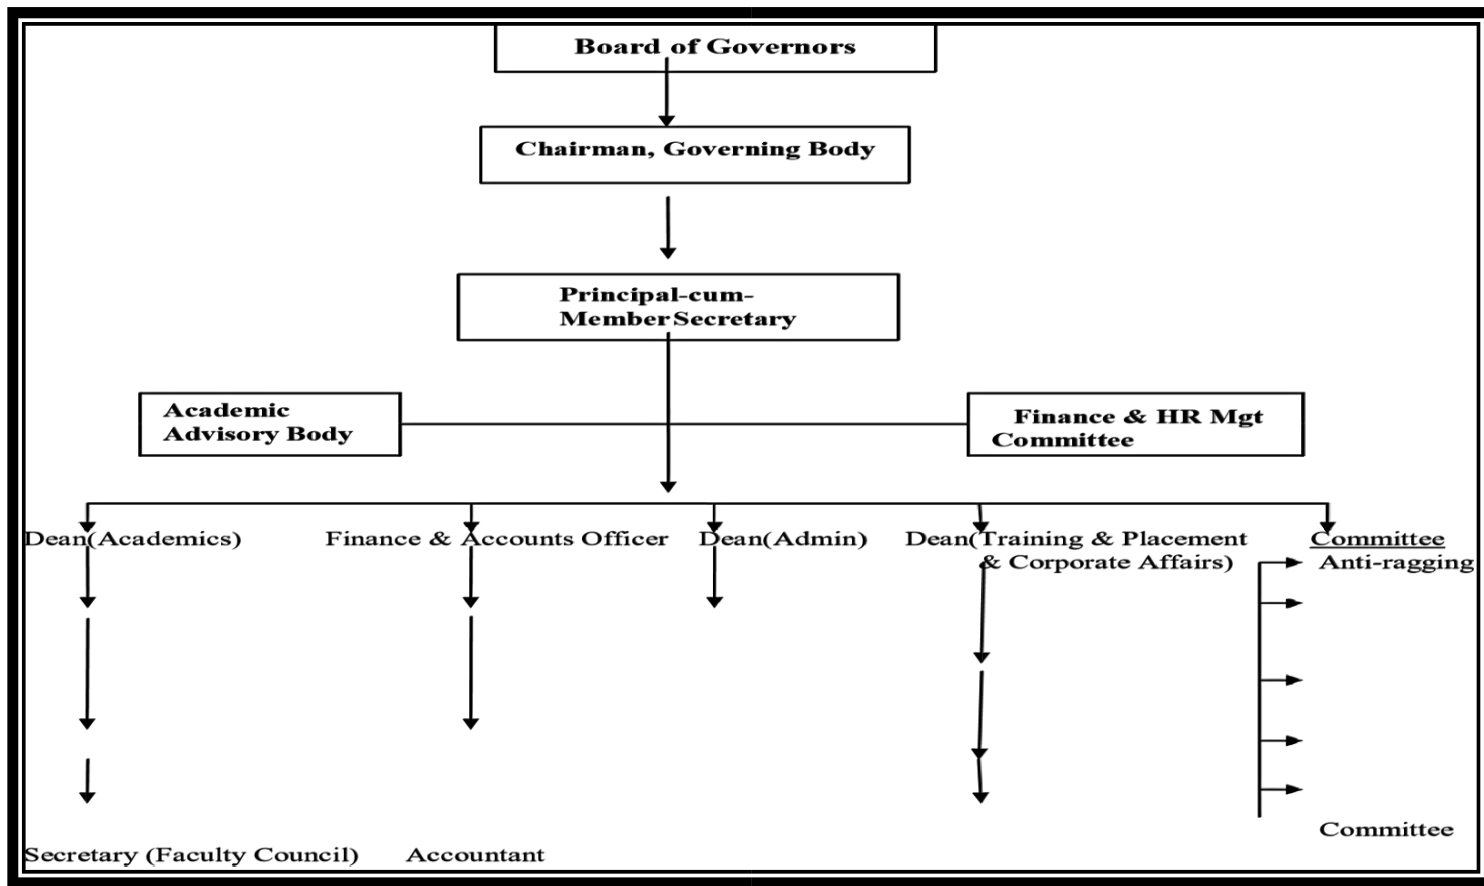 Board of Governors
Chairman, Governing Body
Principal-cum-
Member Secretary
Academic
Advisory Body
Finance & HR Mgt
Committee
Dean(Academics)
Finance & Accounts Officer
Dean(Admin)
Dean(Training & Placement
& Corporate Affairs)
Committee
Anti-ragging
Committee
Secretary (Faculty Council)
Accountant